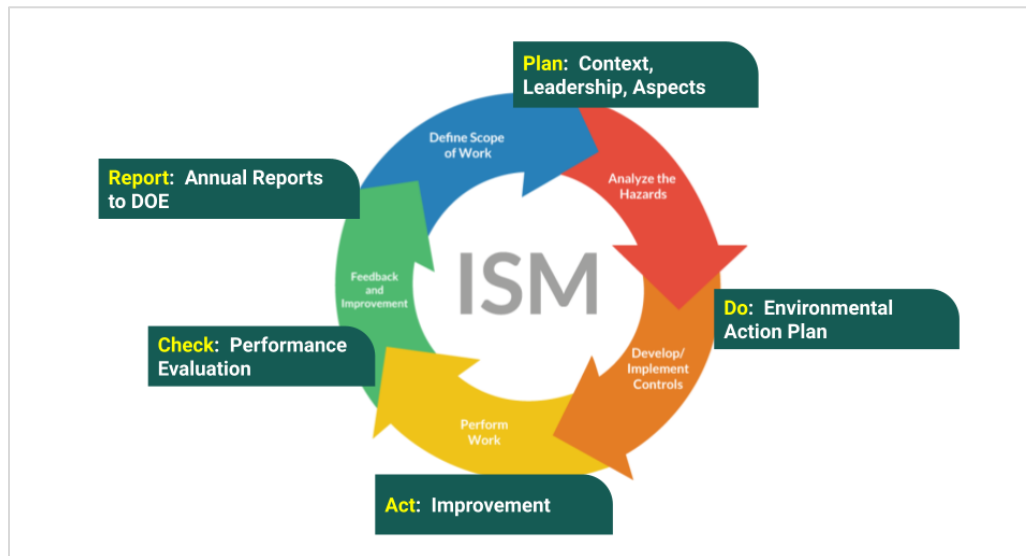 Plan: Context,
Leadership, Aspects
Define Scope
of Work
Analyze the
Hazards
Report: Annual Reports
to DOE
ISM
Feedback
and
Improvement
Do: Environmental
Action Plan
Check: Performance
Evaluation
Develop/
Implement
Controls
Perform
Work
Act: Improvement